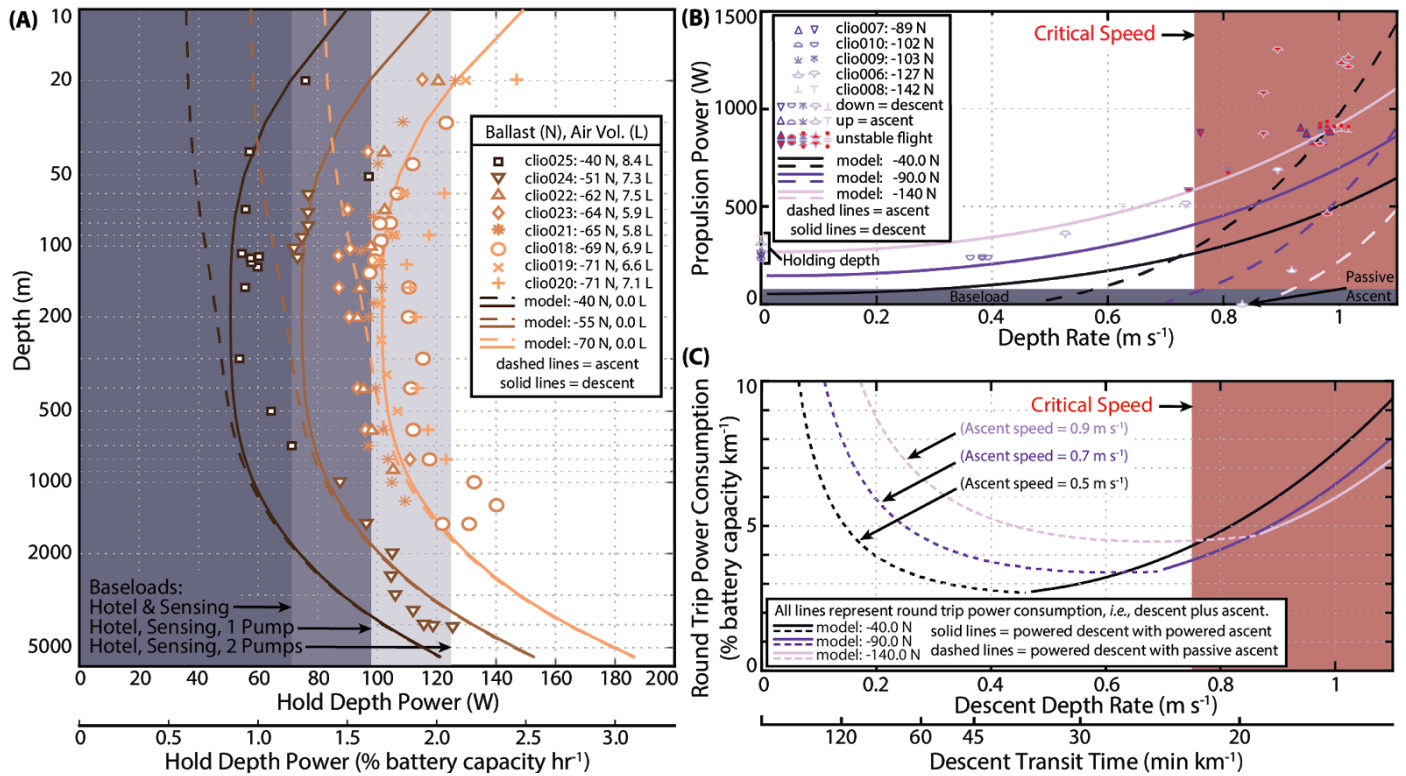 (A)
10
20
50
100
200
500
1000
2000
5000
Depth (m)
Ballast (N), Air Vol. (L)
clio025: -40 N, 8.4 L
clio024: -51 N, 7.3 L
clio022: -62 N, 7.5 L
clio023: -64 N, 5.9 L
clio021: -65 N, 5.8 L
clio018: -69 N, 6.9 L
clio019: -71 N, 6.6 L
clio020: -71 N, 7.1 L
model: -40 N, 0.0 L
model: -55 N, 0.0 L
model: -70 N, 0.0 L
dashed lines = ascent
solid lines = descent
Baseloads:
Hotel & Sensing
Hotel, Sensing, 1 Pump
Hotel, Sensing, 2 Pumps
0 20 40 60 80 100 120 140 160 180 200
Hold Depth Power (W)
0 0.5 1.0 1.5 2.0 2.5 3.0
Hold Depth Power (% battery capacity hr-1)
(B)
1500
1000
500
0
Propulsion Power (W)
clio007: -89 N
clio010: -102 N
clio009: -103 N
clio006: -127 N
clio008: -142 N
down = descent
up = ascent
unstable flight
model: -40.0 N
model: -90.0 N
model: -140 N
dashed lines = ascent
solid lines = descent
Critical Speed
Holding depth
Baseload
Passive
Ascent
0 0.2 0.4 0.6 0.8 1
Depth Rate (m s-1)
(C)
10
5
0
Round Trip Power Consumption
(% battery capacity km-1)
Critical Speed
(Ascent speed = 0.9 m s-1)
(Ascent speed = 0.7 m s-1)
(Ascent speed = 0.5 m s-1)
All lines represent round trip power consumption, i.e., descent plus ascent.
model: -40.0 N
model: -90.0 N
model: -140.0 N
solid lines = powered descent with powered ascent
dashed lines = powered descent with passive ascent
0 0.2 0.4 0.6 0.8 1
Descent Depth Rate (m s-1)
120 60 45 30 20
Descent Transit Time (min km-1)